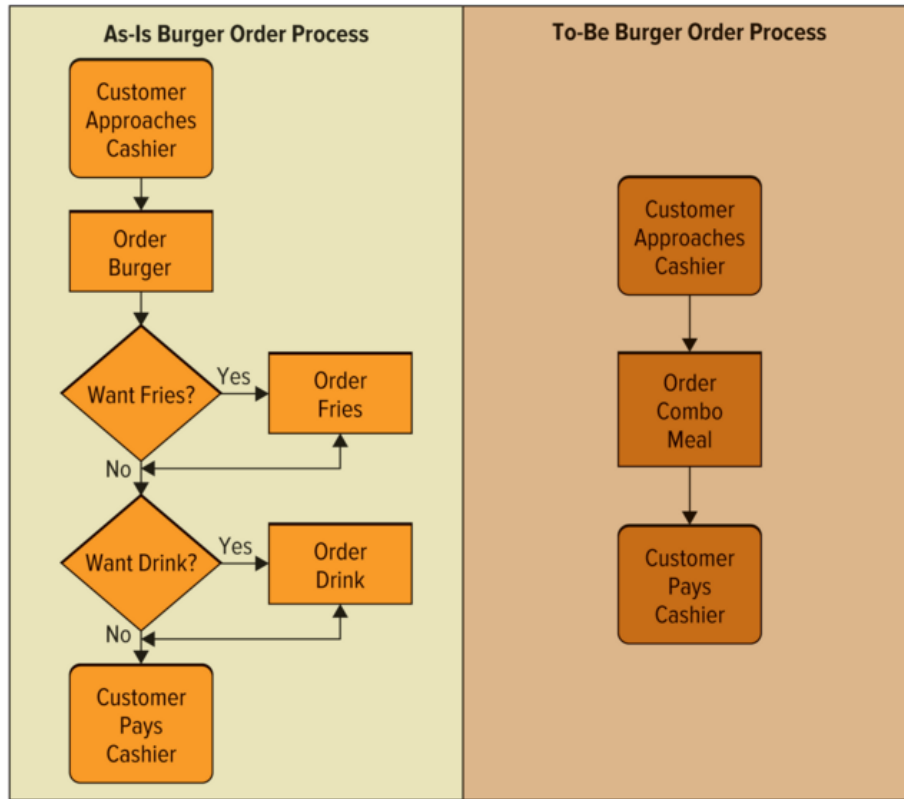 As-Is Burger Order Process
Customer
Approaches
Cashier
Order
Burger
Want Fries?
Yes
Order
Fries
No
Want Drink?
Yes
Order
Drink
No
Customer
Pays
Cashier
To-Be Burger Order Process
Customer
Approaches
Cashier
Order
Combo
Meal
Customer
Pays
Cashier